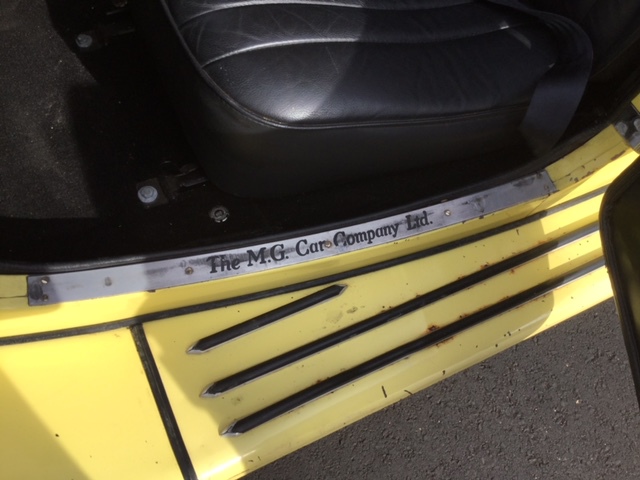 The M.G. Car Company Ltd.